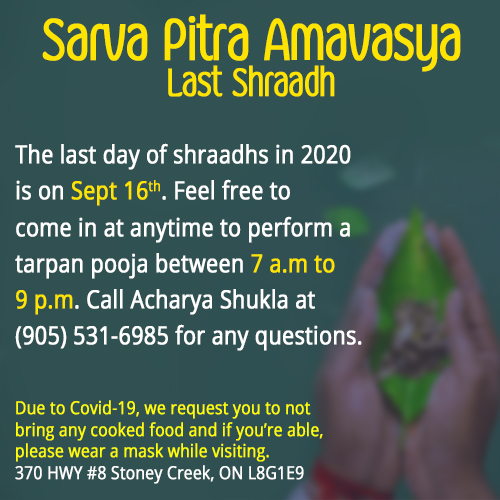 Sarva Pitra Amavasya
Last Shraadh
The last day of shraadhs in 2020
is on Sept 16th. Feel free to
come in at anytime to perform a
tarpan pooja between 7 a.m to
9 p.m. Call Acharya Shukla at
(905) 531-6985 for any questions.
Due to Covid-19, we request you to not
bring any cooked food and if you’re able,
please wear a mask while visiting.
370 HWY #8 Stoney Creek, ON L8G1E9